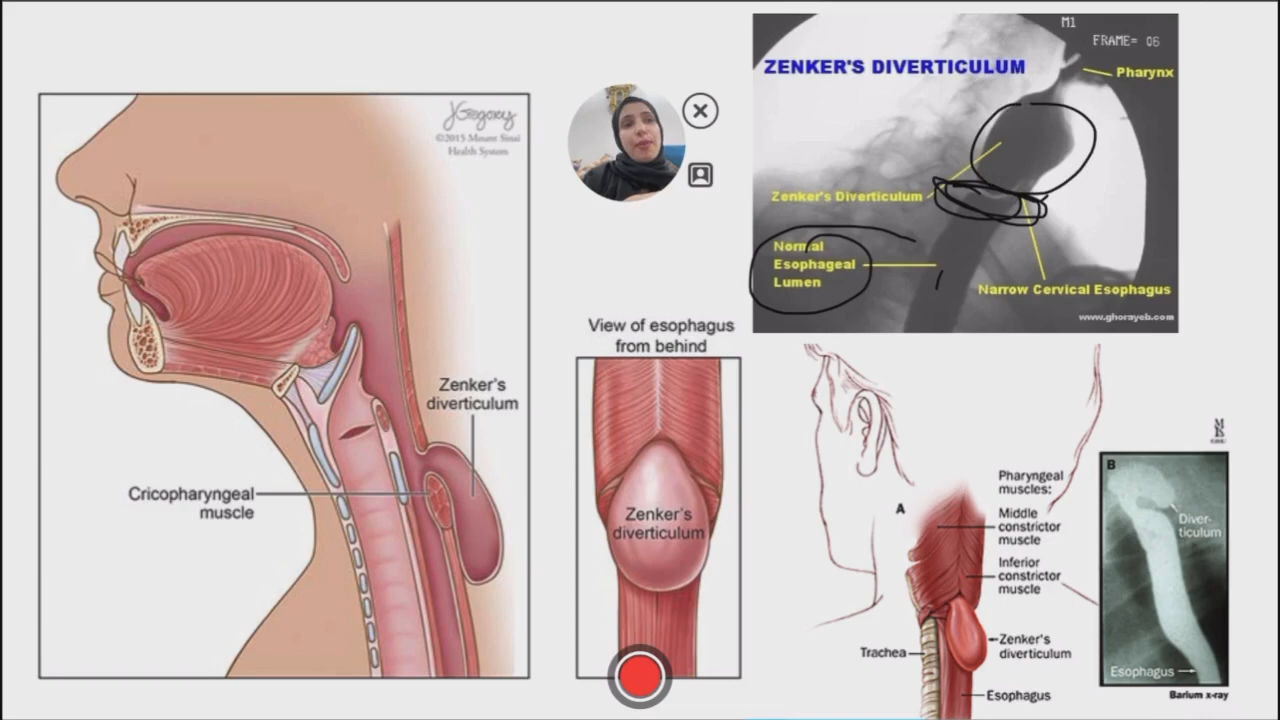 JGregory
©2015 Mount Sinai
Health System
Zenker's
diverticulum
Cricopharyngeal
muscle
View of esophagus
from behind
Zenker's
diverticulum
M1
FRAME= 06
ZENKER'S DIVERTICULUM
Pharynx
Zenker's Diverticulum
Normal
Esophageal
Lumen
Narrow Cervical Esophagus
www.ghorayeb.com
A
Pharyngeal
muscles:
Middle
constrictor
muscle
Inferior
constrictor
muscle
Trachea
Zenker's
diverticulum
Esophagus
B
Diver-
ticulum
Esophagus
Barium x-ray